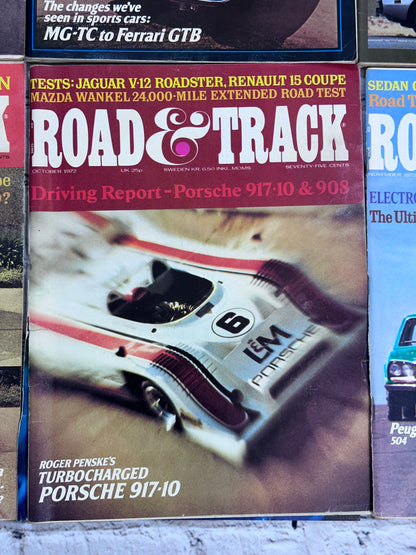 The changes we've
seen in sports cars:
MG-TC to Ferrari GTB
TESTS: JAGUAR V-12 ROADSTER, RENAULT 15 COUPE
MAZDA WANKEL 24,000-MILE EXTENDED ROAD TEST
ROAD & TRACK
OCTOBER 1972 UK 25p SWEDEN KR. 6.50 INKL. MOMS SEVENTY-FIVE CENTS
Driving Report-Porsche 917·10 & 908
6
L&M
PORSCHE
ROGER PENSKE'S
TURBOCHARGED
PORSCHE 917·10
SEDAN
Road
RO
NOVEMBER 1972
ELECTRO
The Ulti
Peug
504
N
K
CENTS